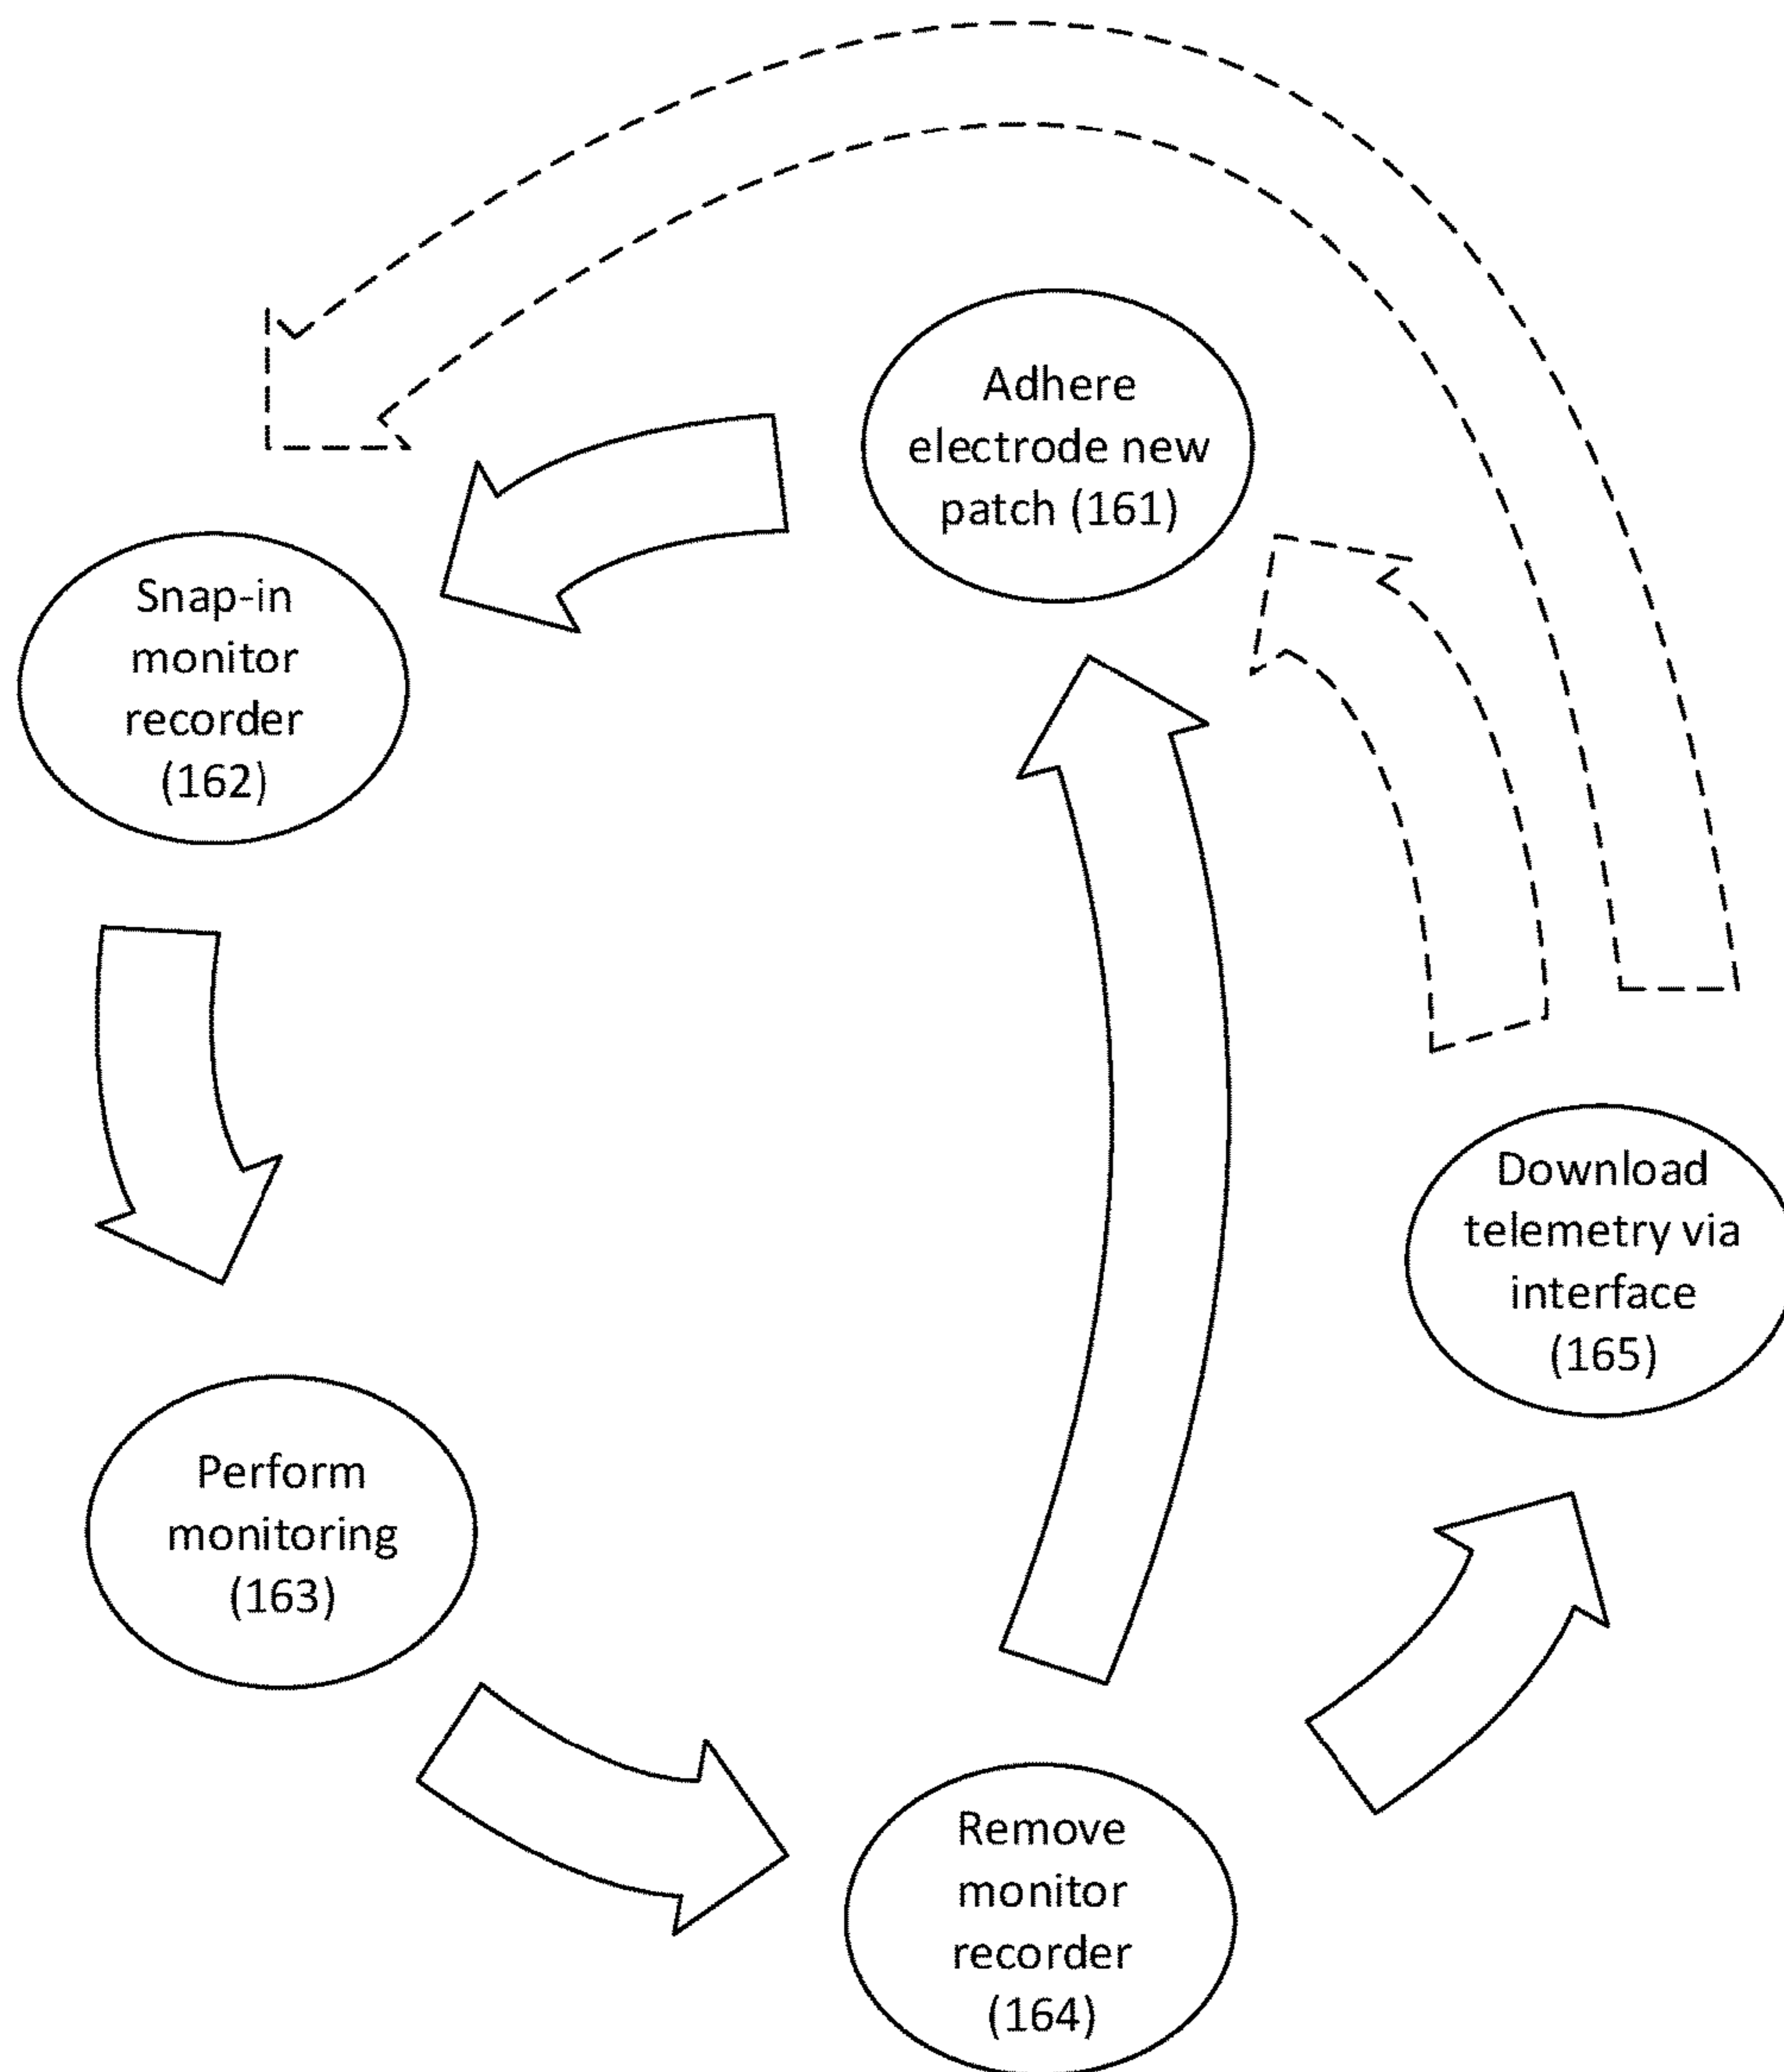 Adhere
electrode new
patch (161)
Snap-in
monitor
recorder
(162)
Perform
monitoring
(163)
Remove
monitor
recorder
(164)
Download
telemetry via
interface
(165)